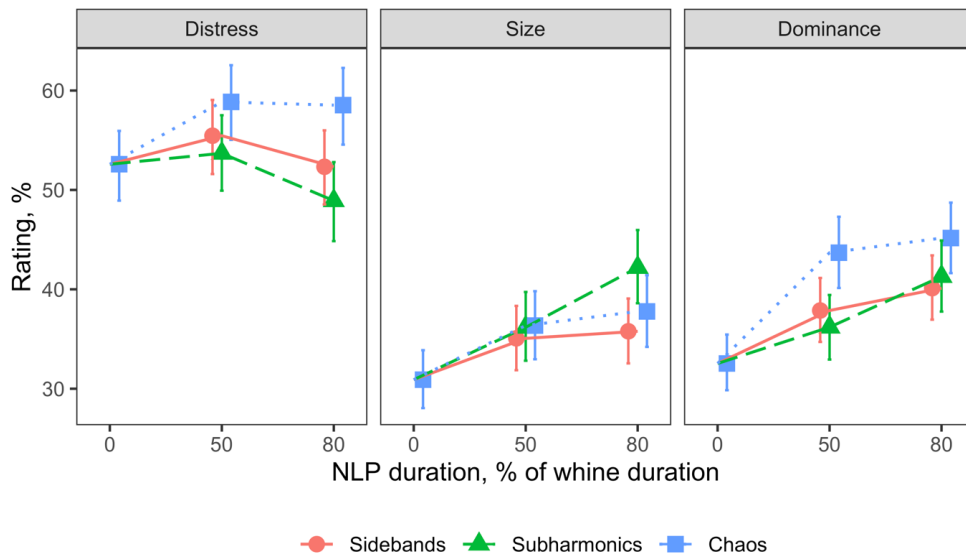 Distress Size Dominance
Rating, %
60
50
40
30
0 50 80 0 50 80 0 50 80
NLP duration, % of whine duration
Sidebands Subharmonics Chaos